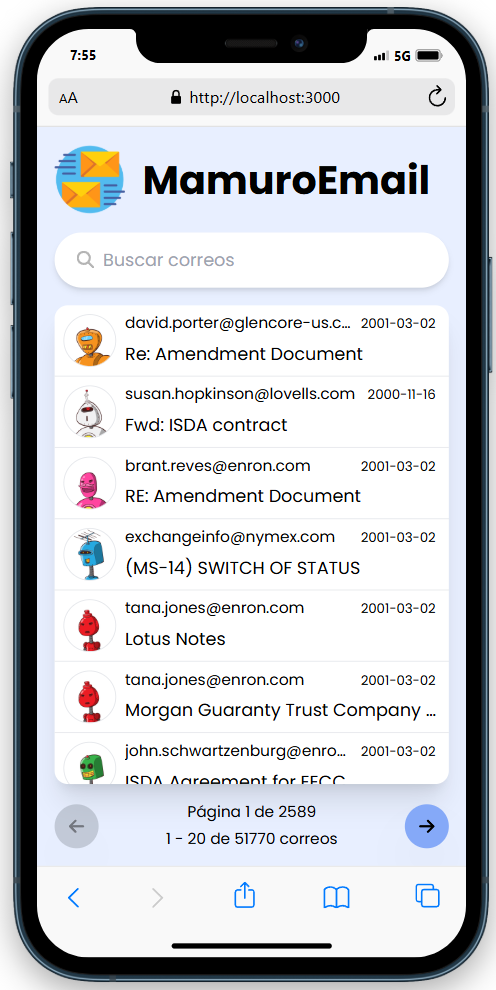 7:55
5G
AA
http://localhost:3000
MamuroEmail
Buscar correos
david.porter@glencore-us.c... 2001-03-02
Re: Amendment Document
susan.hopkinson@lovells.com 2000-11-16
Fwd: ISDA contract
brant.reves@enron.com 2001-03-02
RE: Amendment Document
exchangeinfo@nymex.com 2001-03-02
(MS-14) SWITCH OF STATUS
tana.jones@enron.com 2001-03-02
Lotus Notes
tana.jones@enron.com 2001-03-02
Morgan Guaranty Trust Company ...
john.schwartzenburg@enro... 2001-03-02
ISDA Agreement for EECC
Página 1 de 2589
1 - 20 de 51770 correos